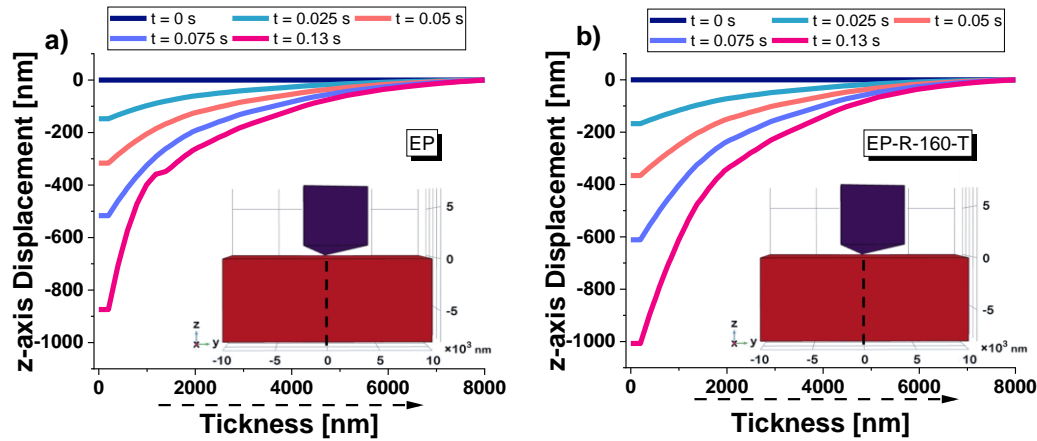 a)
t = 0 s
t = 0.025 s
t = 0.05 s
t = 0.075 s
t = 0.13 s
z-axis Displacement [nm]
0
-200
-400
-600
-800
-1000
EP
5
0
-5
z
y
x
-10
-5
0
5
10
×10³ nm
0
2000
4000
6000
8000
Tickness [nm]
b)
t = 0 s
t = 0.025 s
t = 0.05 s
t = 0.075 s
t = 0.13 s
z-axis Displacement [nm]
0
-200
-400
-600
-800
-1000
EP-R-160-T
5
0
-5
z
y
x
-10
-5
0
5
10
×10³ nm
0
2000
4000
6000
8000
Tickness [nm]